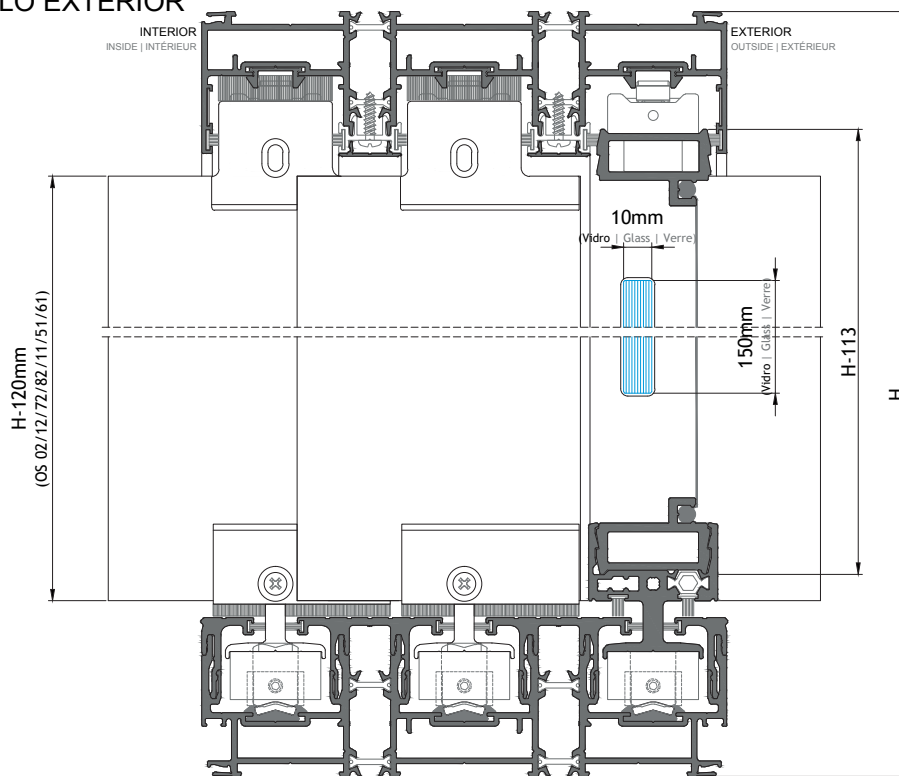 LO EXTERIOR
INTERIOR
INSIDE | INTÉRIEUR
EXTERIOR
OUTSIDE | EXTÉRIEUR
10mm
(Vidro | Glass | Verre)
150mm
(Vidro | Glass | Verre)
H-113
H
H-120mm
(OS 02/12/72/82/11/51/61)